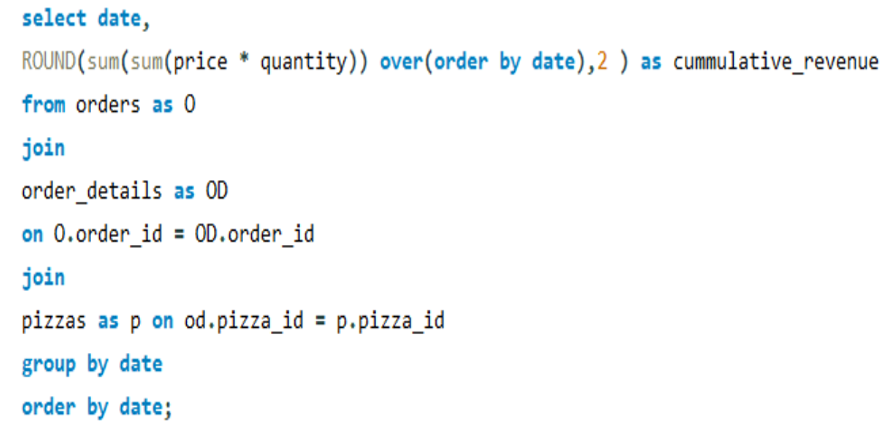 select date,
ROUND(sum(sum(price * quantity)) over(order by date),2 ) as cummulative_revenue
from orders as O
join
order_details as OD
on O.order_id = OD.order_id
join
pizzas as p on od.pizza_id = p.pizza_id
group by date
order by date;